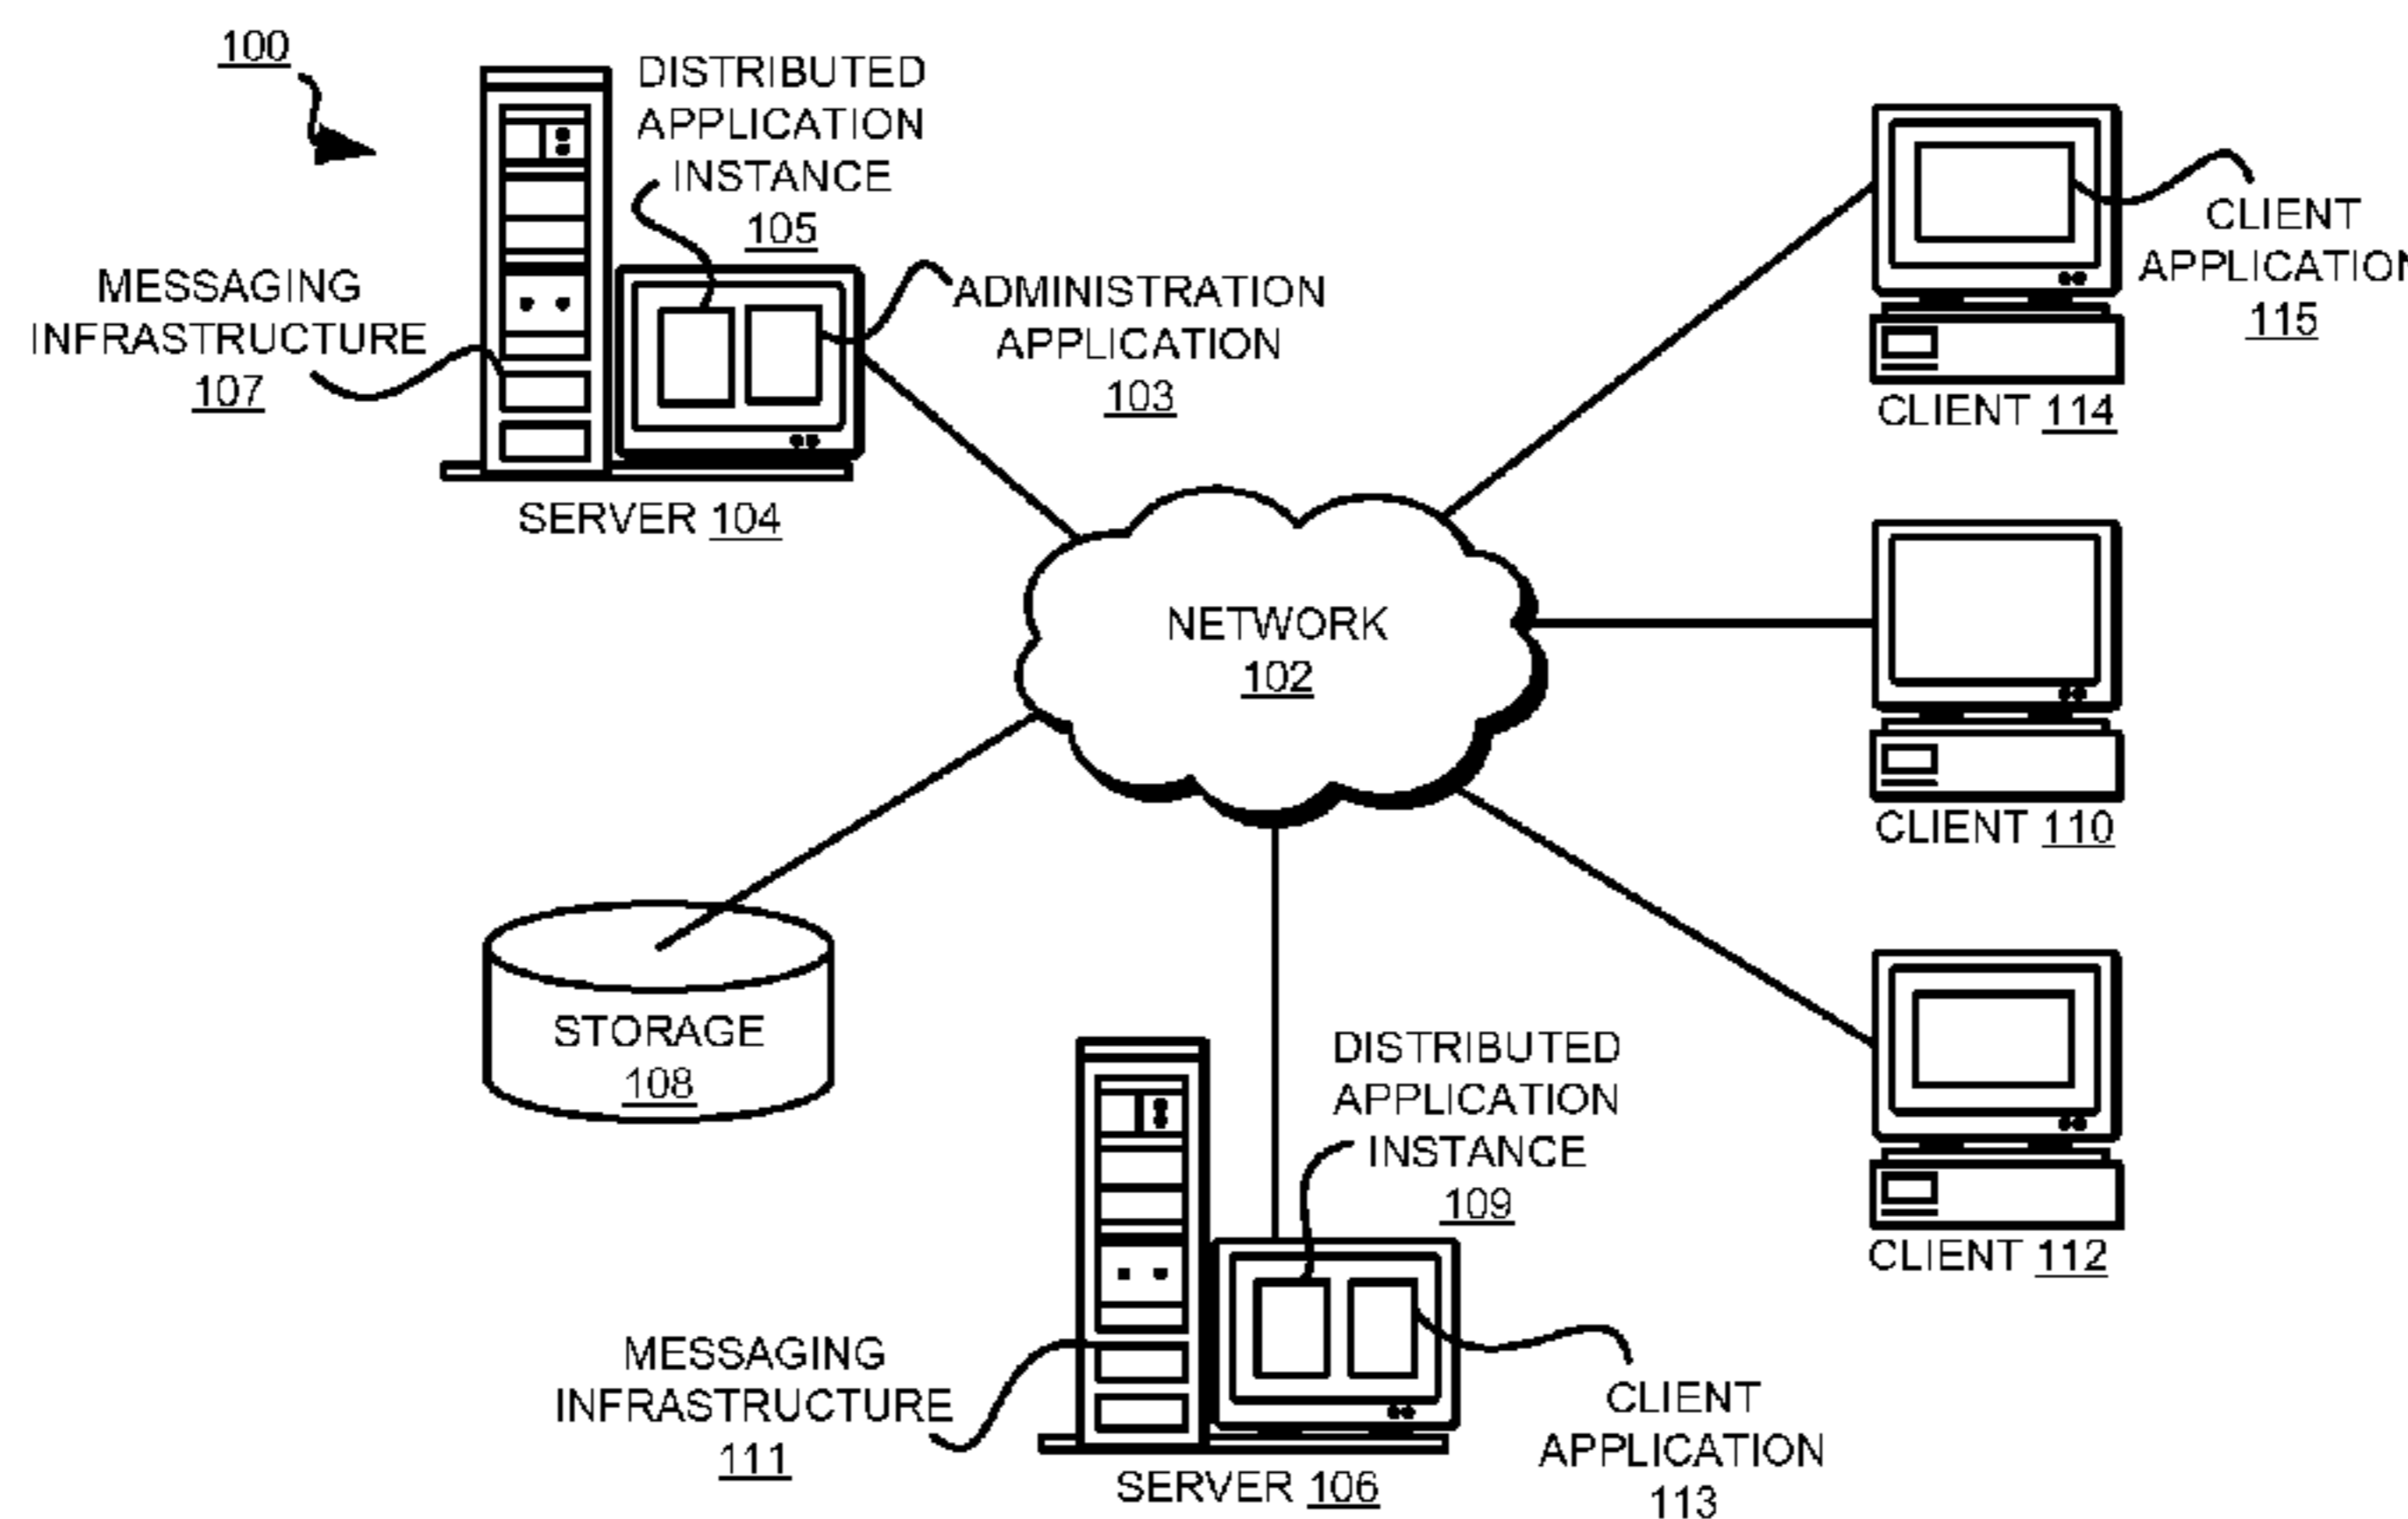 100
DISTRIBUTED
APPLICATION
INSTANCE
105
MESSAGING
INFRASTRUCTURE
107
ADMINISTRATION
APPLICATION
103
SERVER 104
CLIENT
APPLICATION
115
CLIENT 114
NETWORK
102
CLIENT 110
STORAGE
108
DISTRIBUTED
APPLICATION
INSTANCE
109
CLIENT 112
MESSAGING
INFRASTRUCTURE
111
CLIENT
APPLICATION
113
SERVER 106